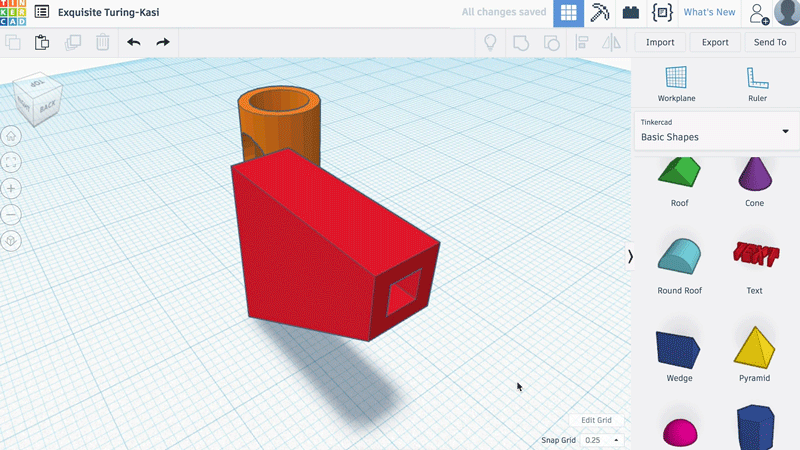 TIN
KER
CAD
Exquisite Turing-Kasi
All changes saved
What's New
Import
Export
Send To
TOP
BACK
Workplane
Ruler
Tinkercad
Basic Shapes
Roof
Cone
Round Roof
Text
TEXT
Wedge
Pyramid
Edit Grid
Snap Grid
0.25